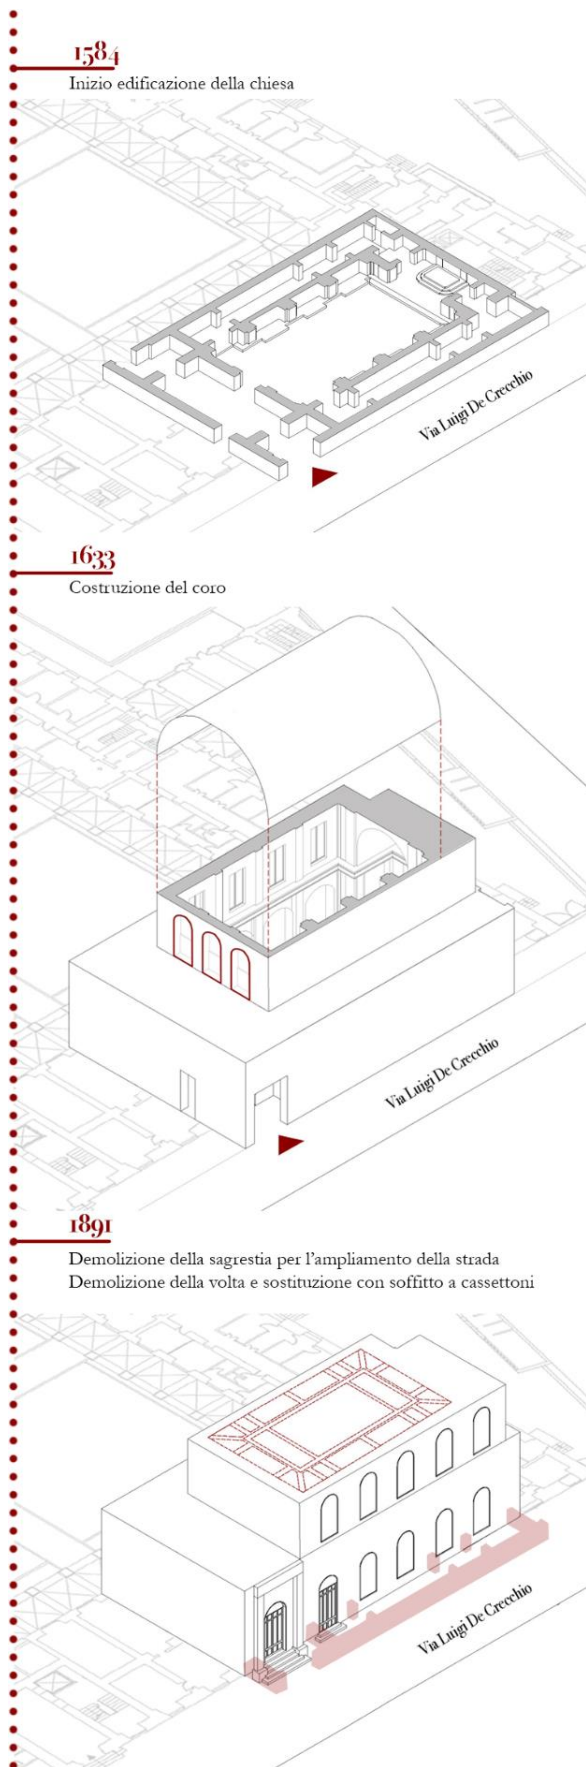 1584
Inizio edificazione della chiesa
Via Luigi De Crecchio
1633
Costruzione del coro
Via Luigi De Crecchio
1891
Demolizione della sagrestia per l'ampliamento della strada
Demolizione della volta e sostituzione con soffitto a cassettoni
Via Luigi De Crecchio